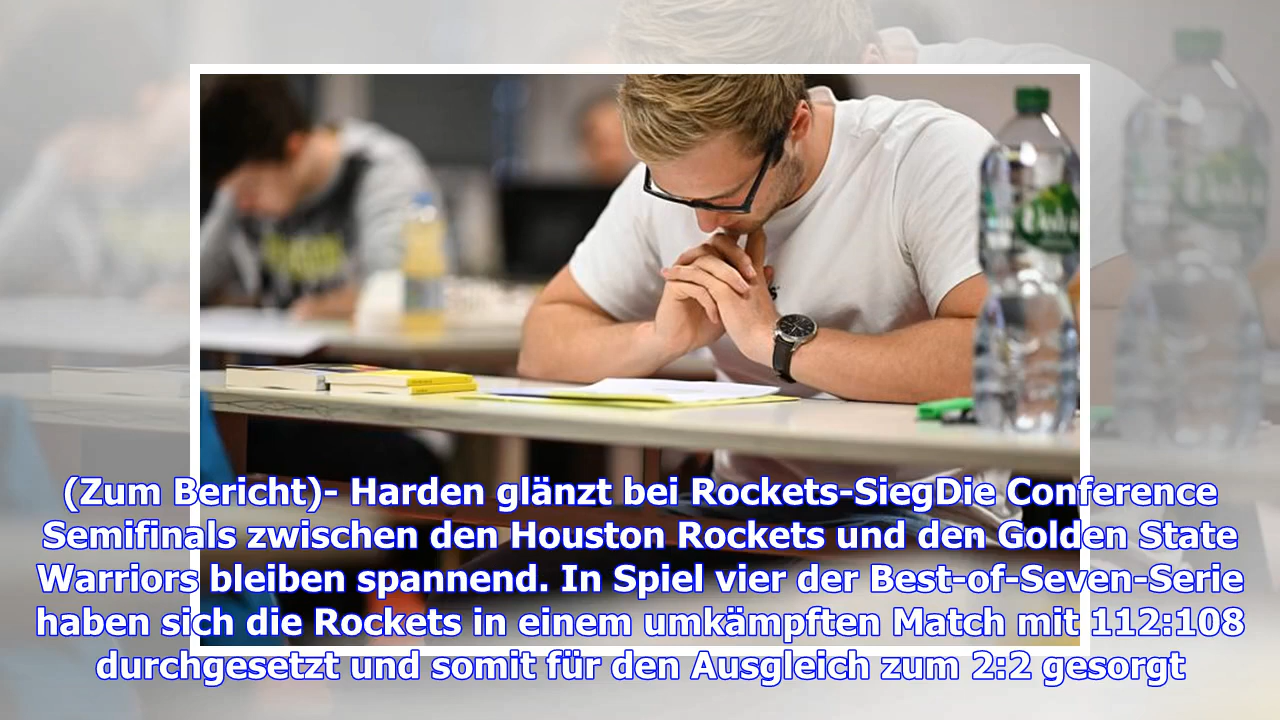 (Zum Bericht)- Harden glänzt bei Rockets-SiegDie Conference
Semifinals zwischen den Houston Rockets und den Golden State
Warriors bleiben spannend. In Spiel vier der Best-of-Seven-Serie
haben sich die Rockets in einem umkämpften Match mit 112:108
durchgesetzt und somit für den Ausgleich zum 2:2 gesorgt